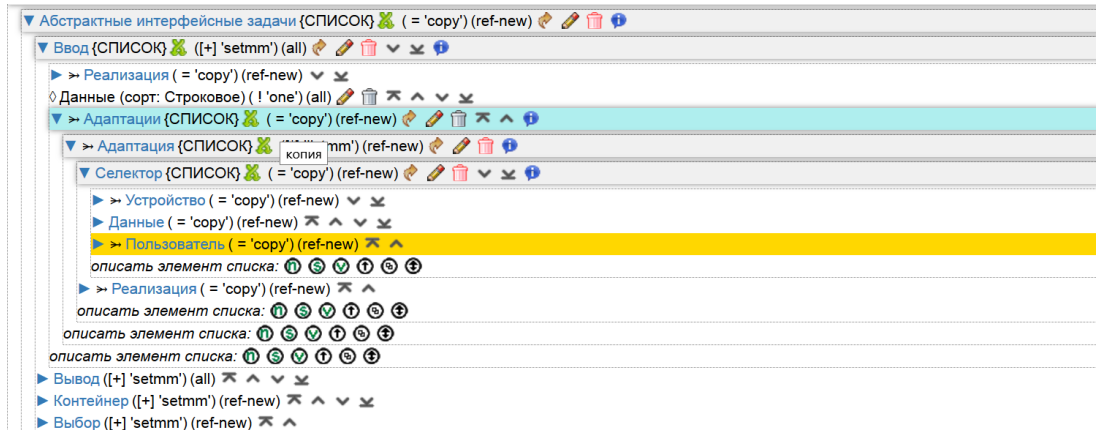 Абстрактные интерфейсные задачи {СПИСОК} ( = 'copy') (ref-new)
Ввод {СПИСОК} ([+] 'setmm') (all)
Реализация ( = 'copy') (ref-new)
Данные (сорт: Строковое) ( ! 'one') (all)
Адаптации {СПИСОК} ( = 'copy') (ref-new)
Адаптация {СПИСОК} mm') (ref-new)
копия
Селектор {СПИСОК} ( = 'copy') (ref-new)
Устройство ( = 'copy') (ref-new)
Данные ( = 'copy') (ref-new)
Пользователь ( = 'copy') (ref-new)
описать элемент списка: n s v
Реализация ( = 'copy') (ref-new)
описать элемент списка: n s v
описать элемент списка: n s v
описать элемент списка: n s v
Вывод ([+] 'setmm') (all)
Контейнер ([+] 'setmm') (ref-new)
Выбор ([+] 'setmm') (ref-new)